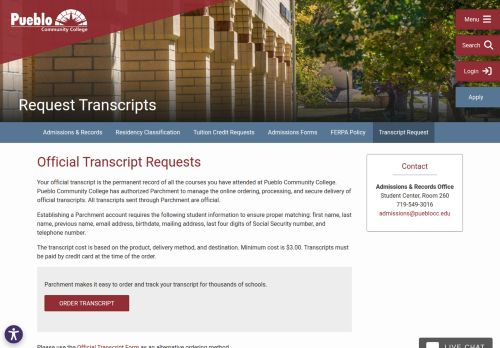 Pueblo
Community College
Menu
Search
Login
Apply
Request Transcripts
Admissions & Records
Residency Classification
Tuition Credit Requests
Admissions Forms
FERPA Policy
Transcript Request
Official Transcript Requests
Your official transcript is the permanent record of all the courses you have attended at Pueblo Community College.
Pueblo Community College has authorized Parchment to manage the online ordering, processing, and secure delivery of
official transcripts. All transcripts sent through Parchment are official.
Establishing a Parchment account requires the following student information to ensure proper matching; first name, last
name, previous name, email address, birthdate, mailing address, last four digits of Social Security number, and
telephone number.
The transcript cost is based on the product, delivery method, and destination. Minimum cost is $3.00. Transcripts must
be paid by credit card at the time of the order.
Parchment makes it easy to order and track your transcript for thousands of schools.
ORDER TRANSCRIPT
Please use the Official Transcript Form as an alternative ordering method
Contact
Admissions & Records Office
Student Center, Room 260
719-549-3016
admissions@pueblocc.edu
LIVE CHAT